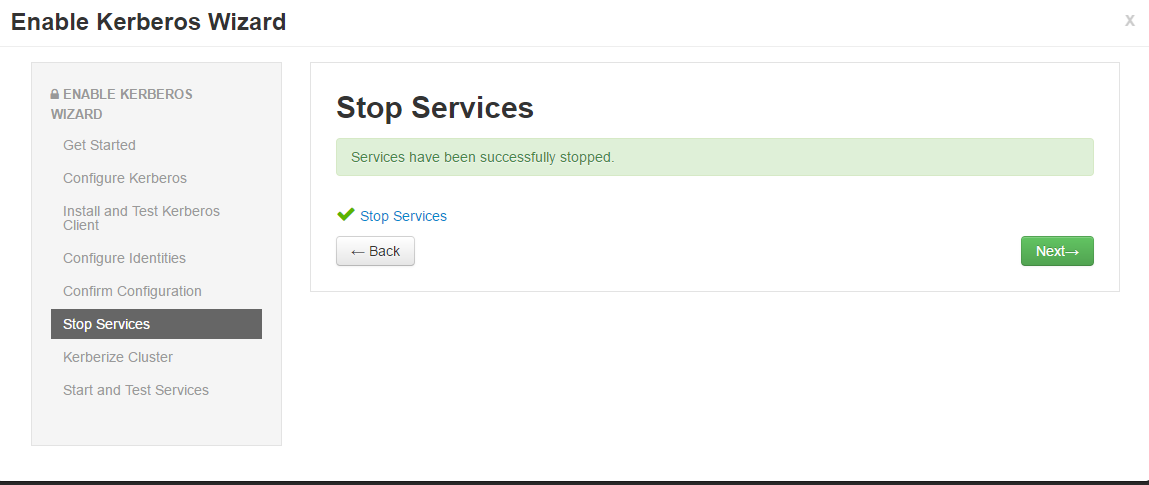 Enable Kerberos Wizard
x
ENABLE KERBEROS
WIZARD
Get Started
Configure Kerberos
Install and Test Kerberos
Client
Configure Identities
Confirm Configuration
Stop Services
Kerberize Cluster
Start and Test Services
Stop Services
Services have been successfully stopped.
Stop Services
← Back
Next→